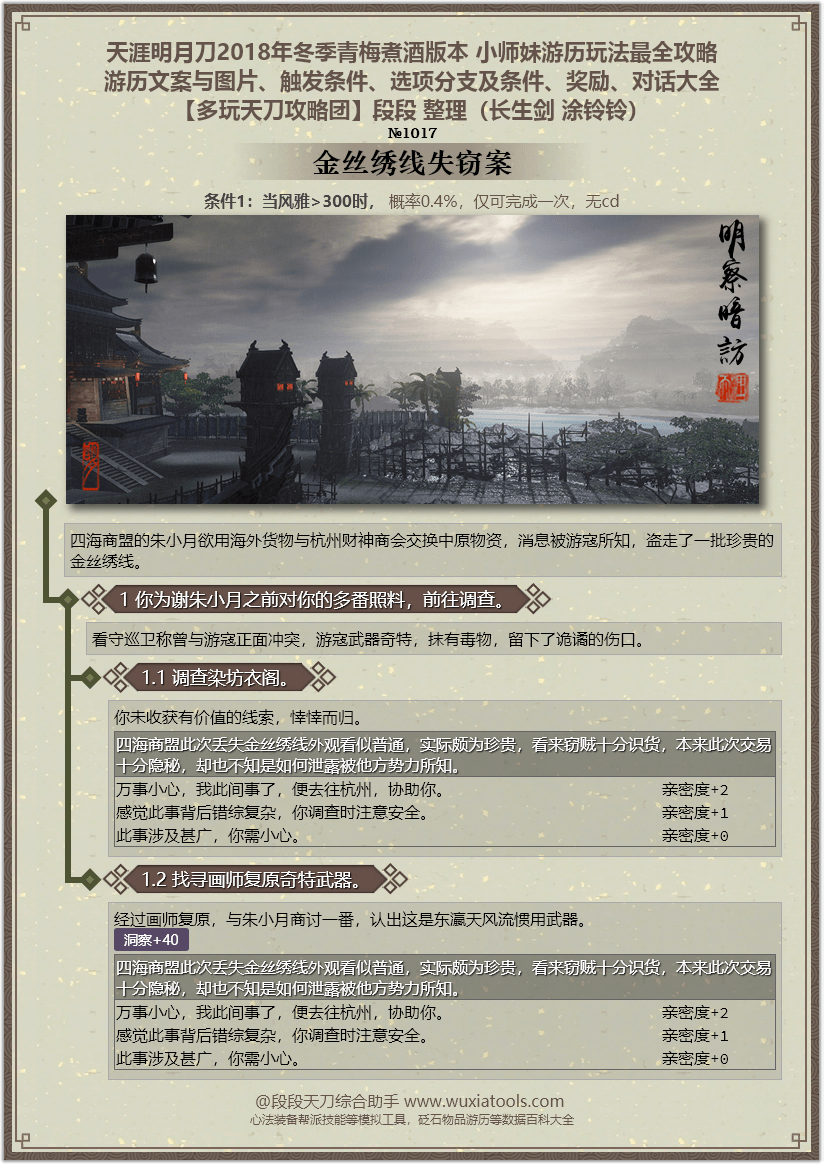 天涯明月刀2018年冬季青梅煮酒版本 小师妹游历玩法最全攻略
游历文案与图片、触发条件、选项分支及条件、奖励、对话大全
【多玩天刀攻略团】段段 整理（长生剑 涂铃铃）
№1017
金丝绣线失窃案
条件1：当风雅>300时， 概率0.4%，仅可完成一次，无cd
明察暗訪
四海商盟的朱小月欲用海外货物与杭州财神商会交换中原物资，消息被游寇所知，盗走了一批珍贵的
金丝绣线。
1 你为谢朱小月之前对你的多番照料，前往调查。
看守巡卫称曾与游寇正面冲突，游寇武器奇特，抹有毒物，留下了诡谲的伤口。
1.1 调查染坊衣阁。
你未收获有价值的线索，悻悻而归。
四海商盟此次丢失金丝绣线外观看似普通，实际颇为珍贵，看来窃贼十分识货，本来此次交易
十分隐秘，却也不知是如何泄露被他方势力所知。
万事小心，我此间事了，便去往杭州，协助你。 亲密度+2
感觉此事背后错综复杂，你调查时注意安全。 亲密度+1
此事涉及甚广，你需小心。 亲密度+0
1.2 找寻画师复原奇特武器。
经过画师复原，与朱小月商讨一番，认出这是东瀛天风流惯用武器。
洞察+40
四海商盟此次丢失金丝绣线外观看似普通，实际颇为珍贵，看来窃贼十分识货，本来此次交易
十分隐秘，却也不知是如何泄露被他方势力所知。
万事小心，我此间事了，便去往杭州，协助你。 亲密度+2
感觉此事背后错综复杂，你调查时注意安全。 亲密度+1
此事涉及甚广，你需小心。 亲密度+0
@段段天刀综合助手 www.wuxiatools.com
心法装备帮派技能等模拟工具，砭石物品游历等数据百科大全